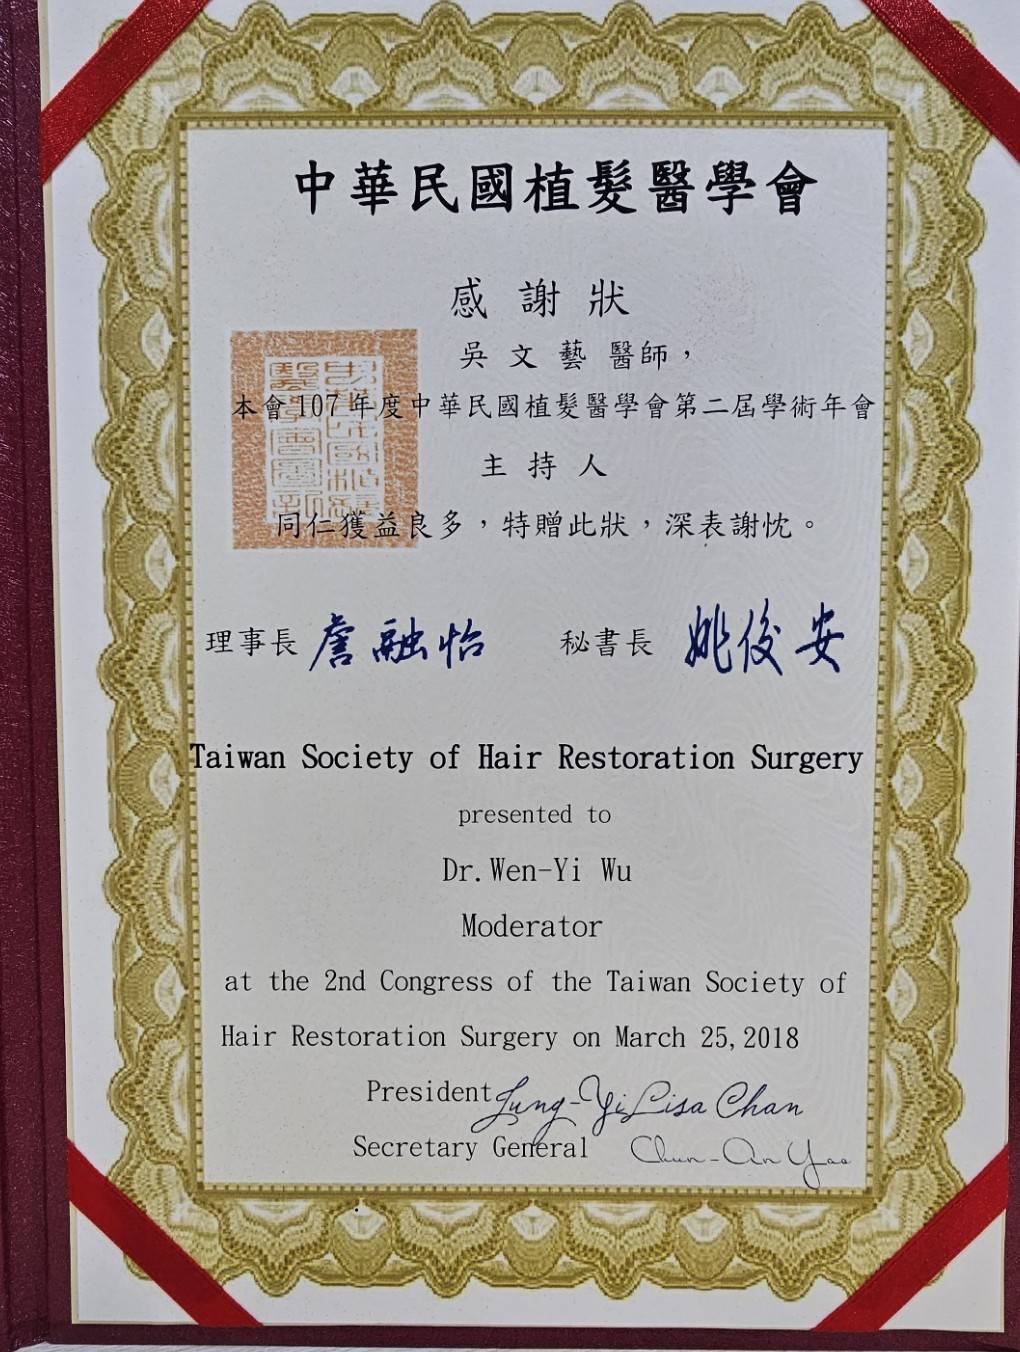 中華民國植髮醫學會
感謝狀
吳文藝 醫師，
本會107年度中華民國植髮醫學會第二屆學術年會
主持人
同仁獲益良多，特贈此狀，深表謝忱。
理事長 詹融怡 秘書長 姚俊安
Taiwan Society of Hair Restoration Surgery
presented to
Dr.Wen-Yi Wu
Moderator
at the 2nd Congress of the Taiwan Society of
Hair Restoration Surgery on March 25,2018
President Jung-Yi Lisa Chan
Secretary General Chun-An Yao